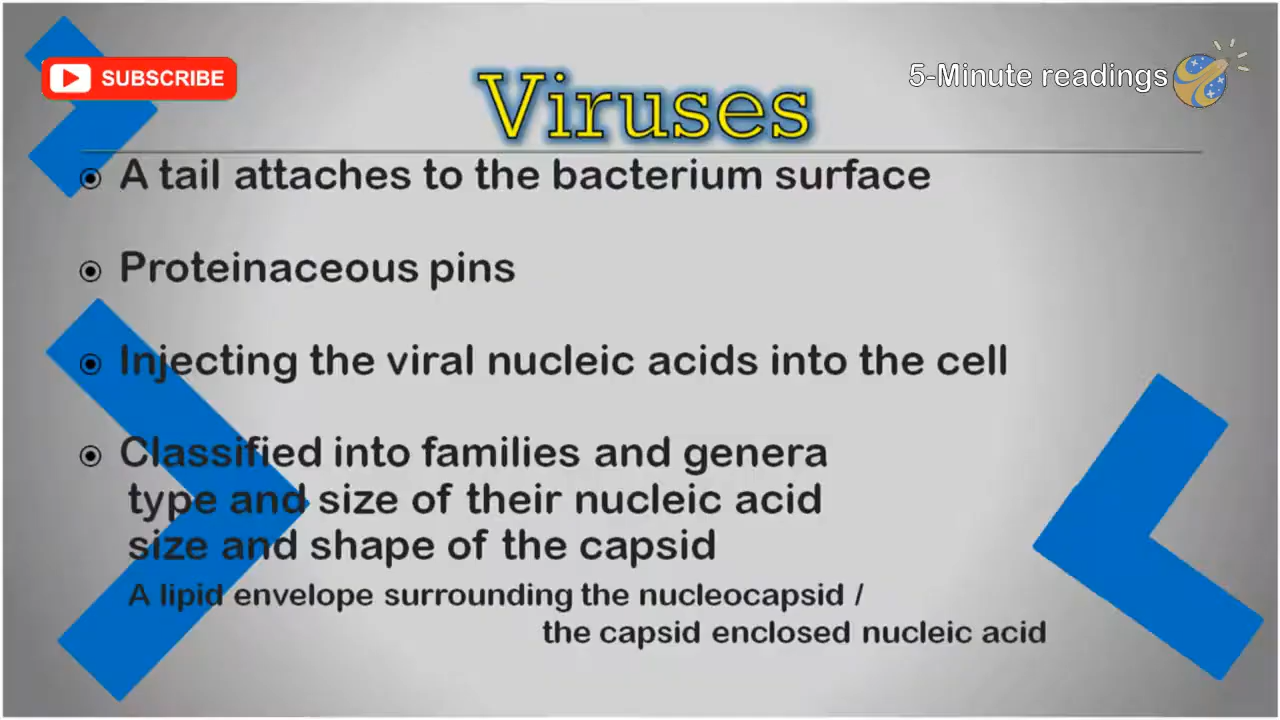 SUBSCRIBE
5-Minute readings
Viruses
A tail attaches to the bacterium surface
Proteinaceous pins
Injecting the viral nucleic acids into the cell
Classified into families and genera
type and size of their nucleic acid
size and shape of the capsid
A lipid envelope surrounding the nucleocapsid /
the capsid enclosed nucleic acid